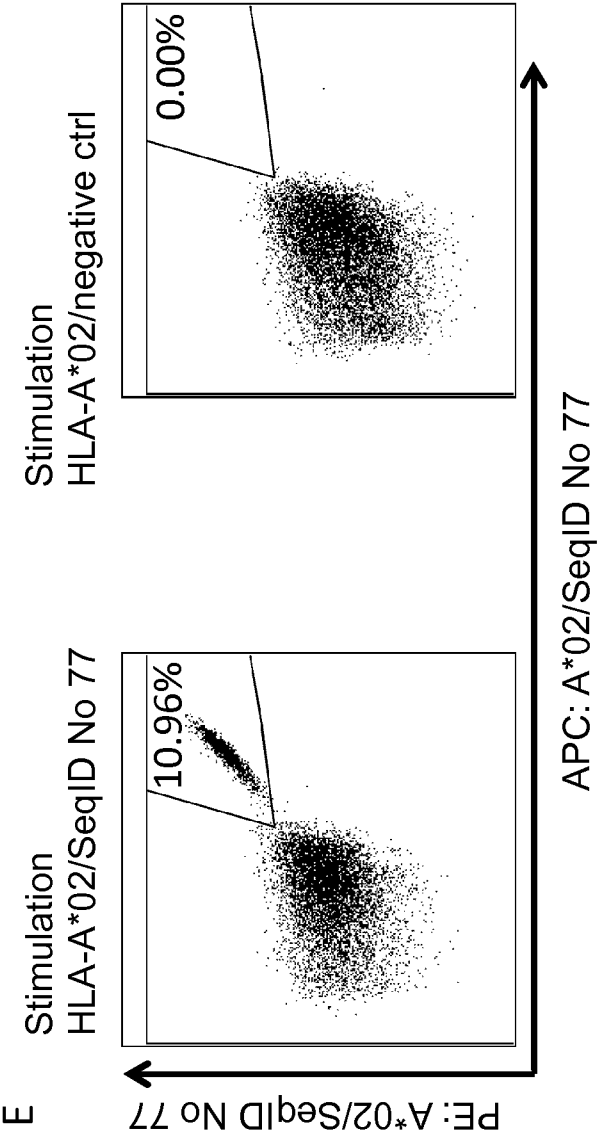 E
Stimulation
HLA-A*02/SeqID No 77
Stimulation
HLA-A*02/negative ctrl
10.96%
0.00%
PE: A*02/SeqID No 77
APC: A*02/SeqID No 77